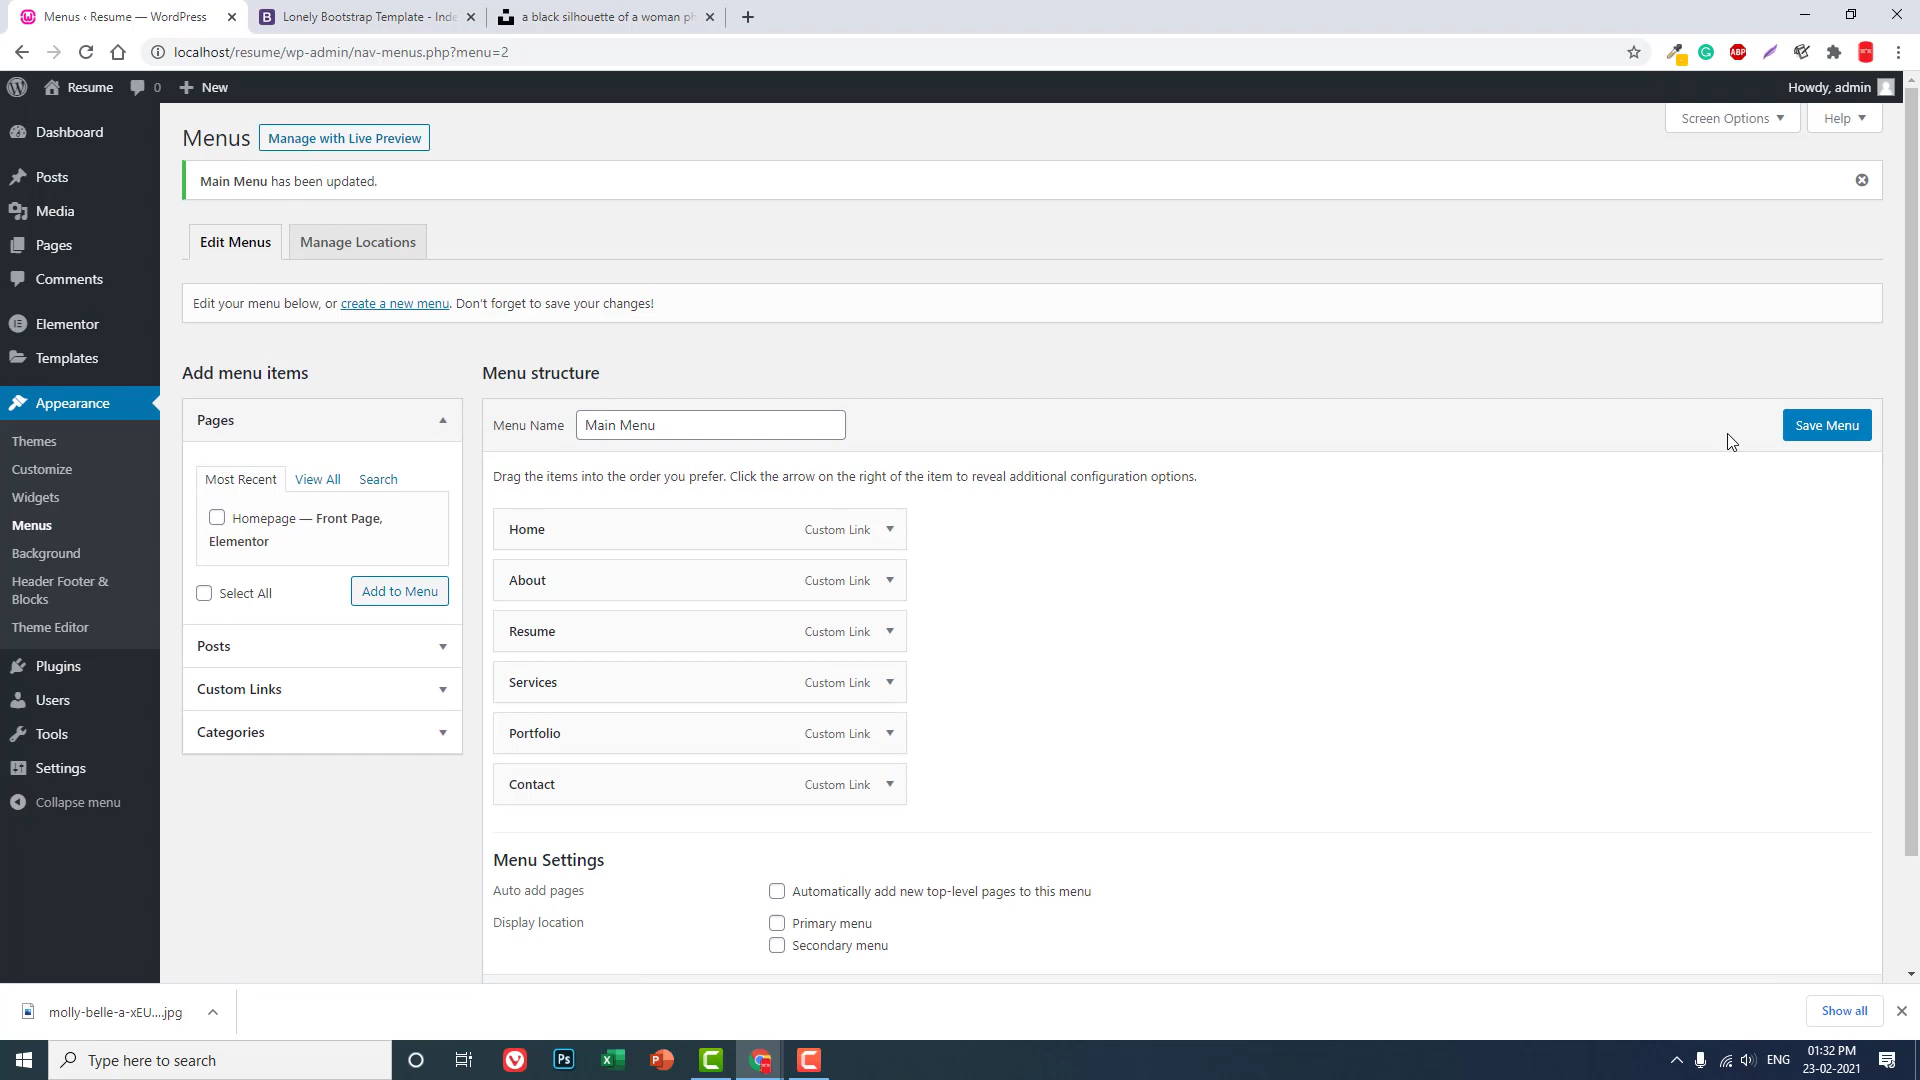 Menus ‹ Resume — WordPress
Lonely Bootstrap Template - Inde
a black silhouette of a woman ph
localhost/resume/wp-admin/nav-menus.php?menu=2
ABP
Resume
0
New
Howdy, admin
Dashboard
Posts
Media
Pages
Comments
Elementor
Templates
Appearance
Themes
Customize
Widgets
Menus
Background
Header Footer &
Blocks
Theme Editor
Plugins
Users
Tools
Settings
Collapse menu
Screen Options
Help
Menus
Manage with Live Preview
Main Menu has been updated.
Edit Menus
Manage Locations
Edit your menu below, or create a new menu. Don't forget to save your changes!
Add menu items
Pages
Most Recent
View All
Search
Homepage — Front Page,
Elementor
Select All
Add to Menu
Posts
Custom Links
Categories
Menu structure
Menu Name
Main Menu
Save Menu
Drag the items into the order you prefer. Click the arrow on the right of the item to reveal additional configuration options.
Home Custom Link
About Custom Link
Resume Custom Link
Services Custom Link
Portfolio Custom Link
Contact Custom Link
Menu Settings
Auto add pages
Automatically add new top-level pages to this menu
Display location
Primary menu
Secondary menu
molly-belle-a-xEU....jpg
Show all
Type here to search
Ps
ENG
01:32 PM
23-02-2021